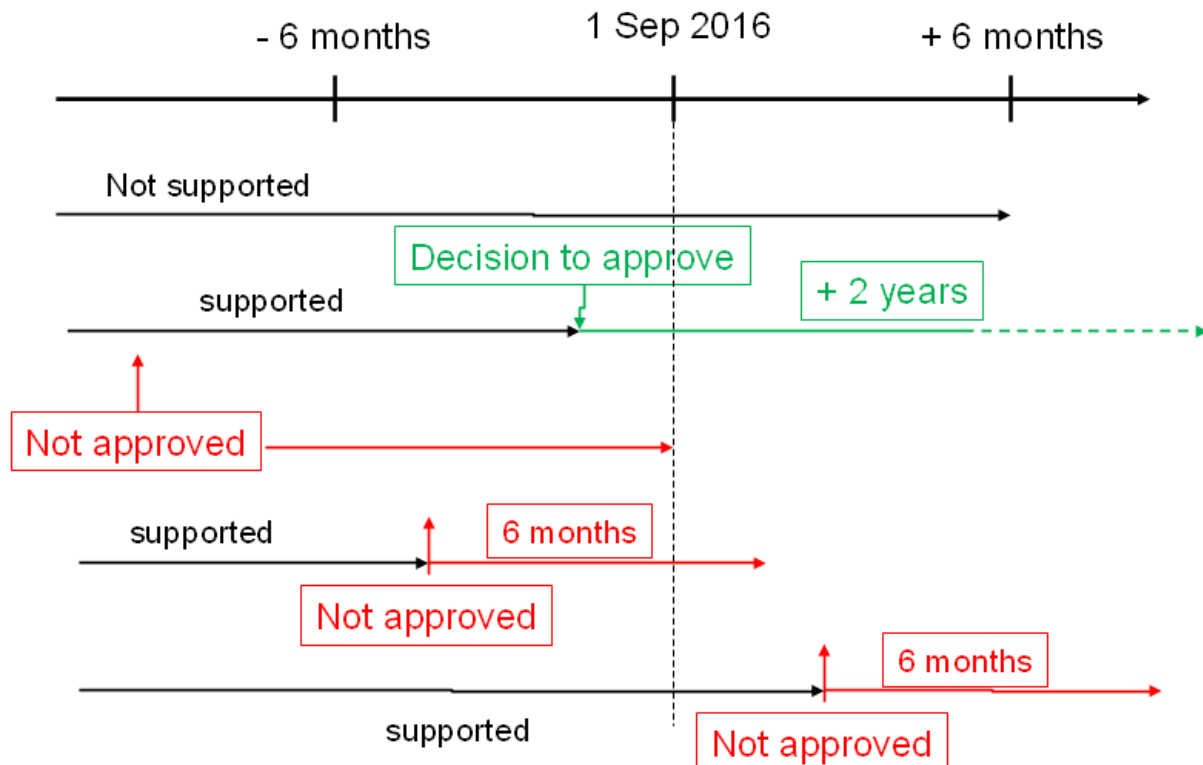 - 6 months
1 Sep 2016
+ 6 months
Not supported
Decision to approve
+ 2 years
supported
Not approved
supported
6 months
Not approved
6 months
supported
Not approved